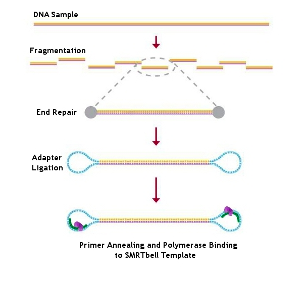 DNA Sample
Fragmentation
End Repair
Adapter
Ligation
Primer Annealing and Polymerase Binding
to SMRTbell Template